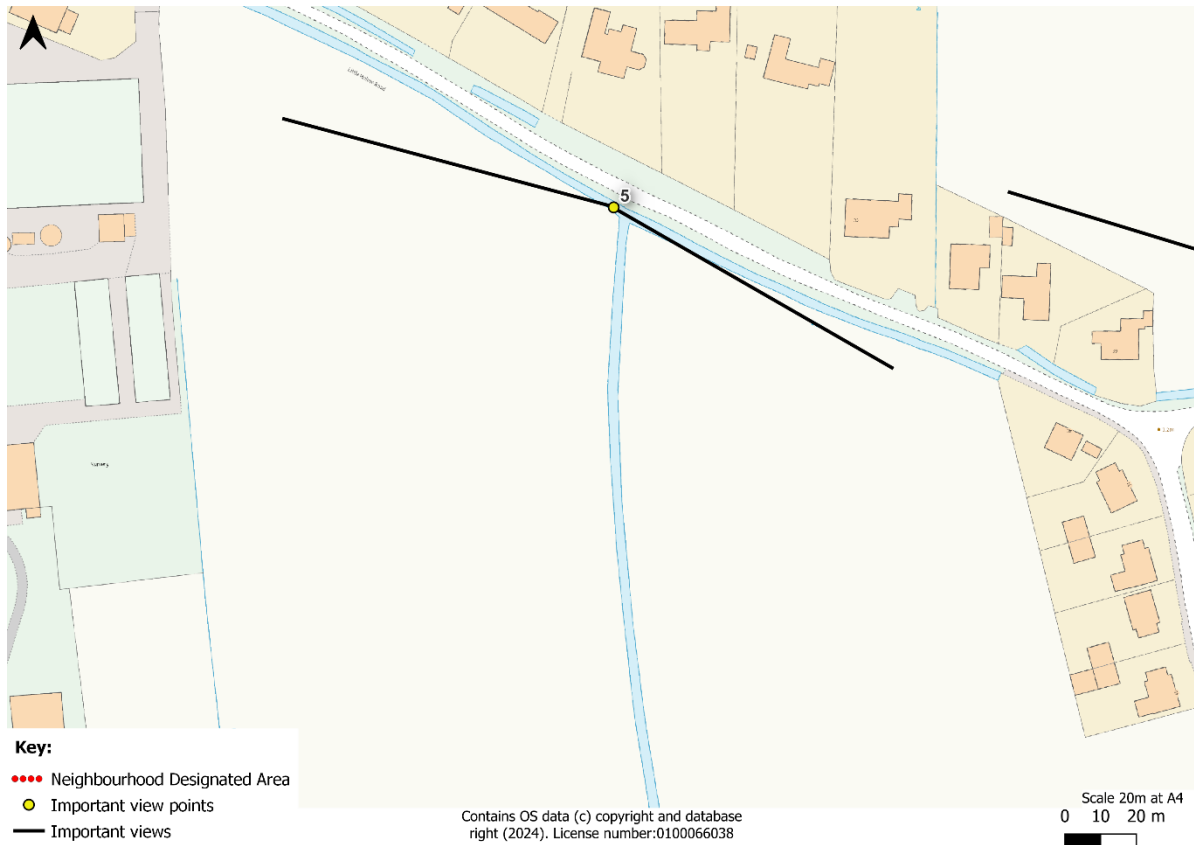 5
Key:
Neighbourhood Designated Area
Important view points
Important views
Contains OS data (c) copyright and database
right (2024). License number:0100066038
Scale 20m at A4
0 10 20 m